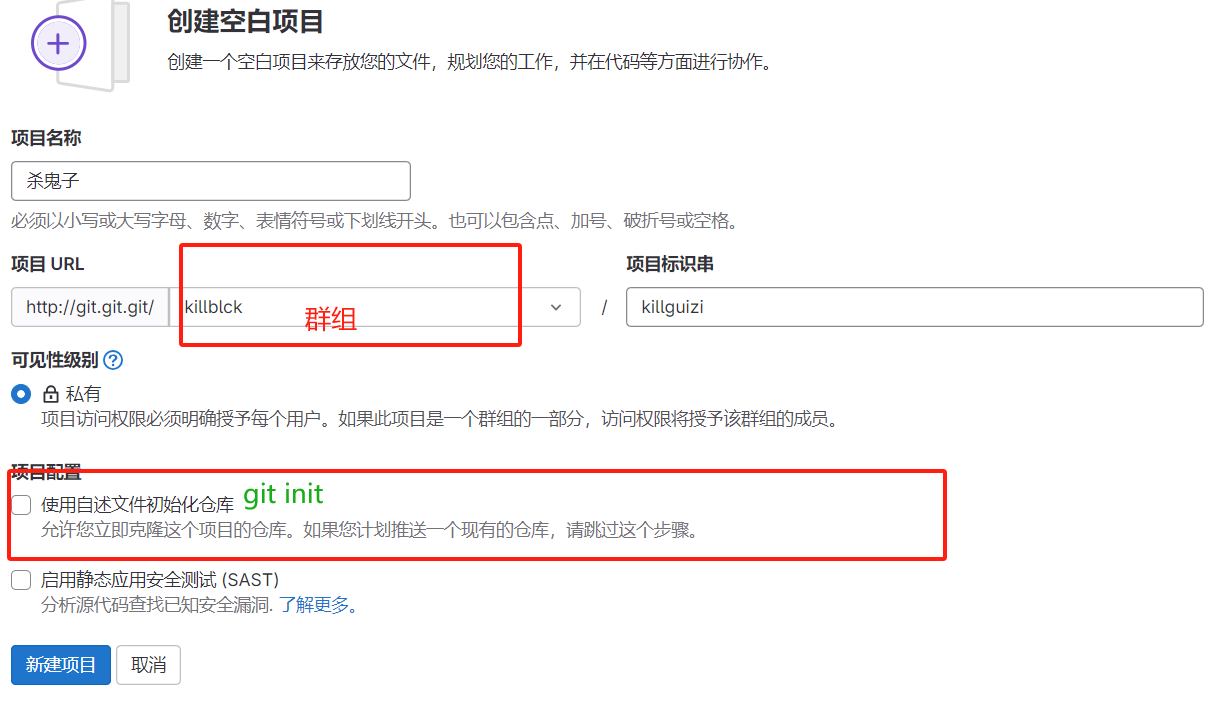 创建空白项目
创建一个空白项目来存放您的文件，规划您的工作，并在代码等方面进行协作。
项目名称
杀鬼子
必须以小写或大写字母、数字、表情符号或下划线开头。也可以包含点、加号、破折号或空格。
项目 URL
项目标识串
http://git.git.git/ killblck / killguizi
群组
可见性级别
私有
项目访问权限必须明确授予每个用户。如果此项目是一个群组的一部分，访问权限将授予该群组的成员。
项目配置
使用自述文件初始化仓库 git init
允许您立即克隆这个项目的仓库。如果您计划推送一个现有的仓库，请跳过这个步骤。
启用静态应用安全测试 (SAST)
分析源代码查找已知安全漏洞. 了解更多。
新建项目 取消